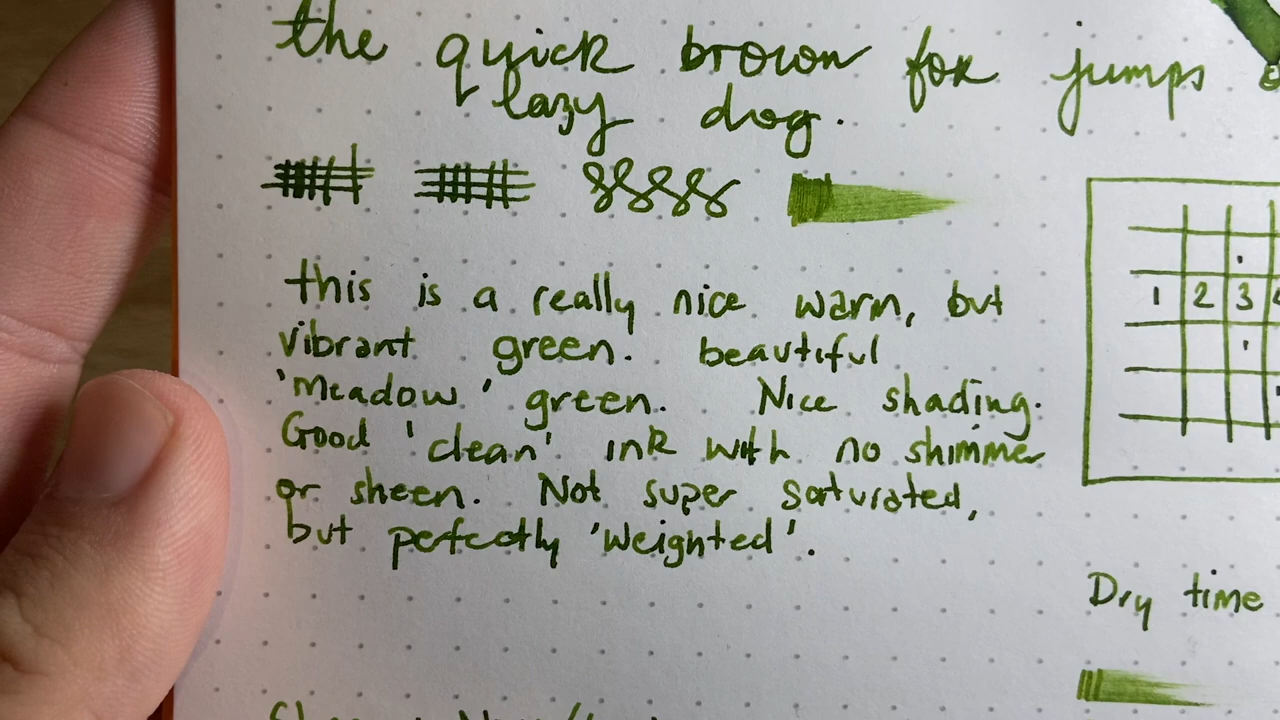 the quick brown fox jumps
lazy dog.
this is a really nice warm, but
vibrant green. beautiful
'meadow' green. Nice shading.
Good 'clean' ink with no shimmer
or sheen. Not super saturated,
but perfectly 'weighted'.
1 2 3
Dry time